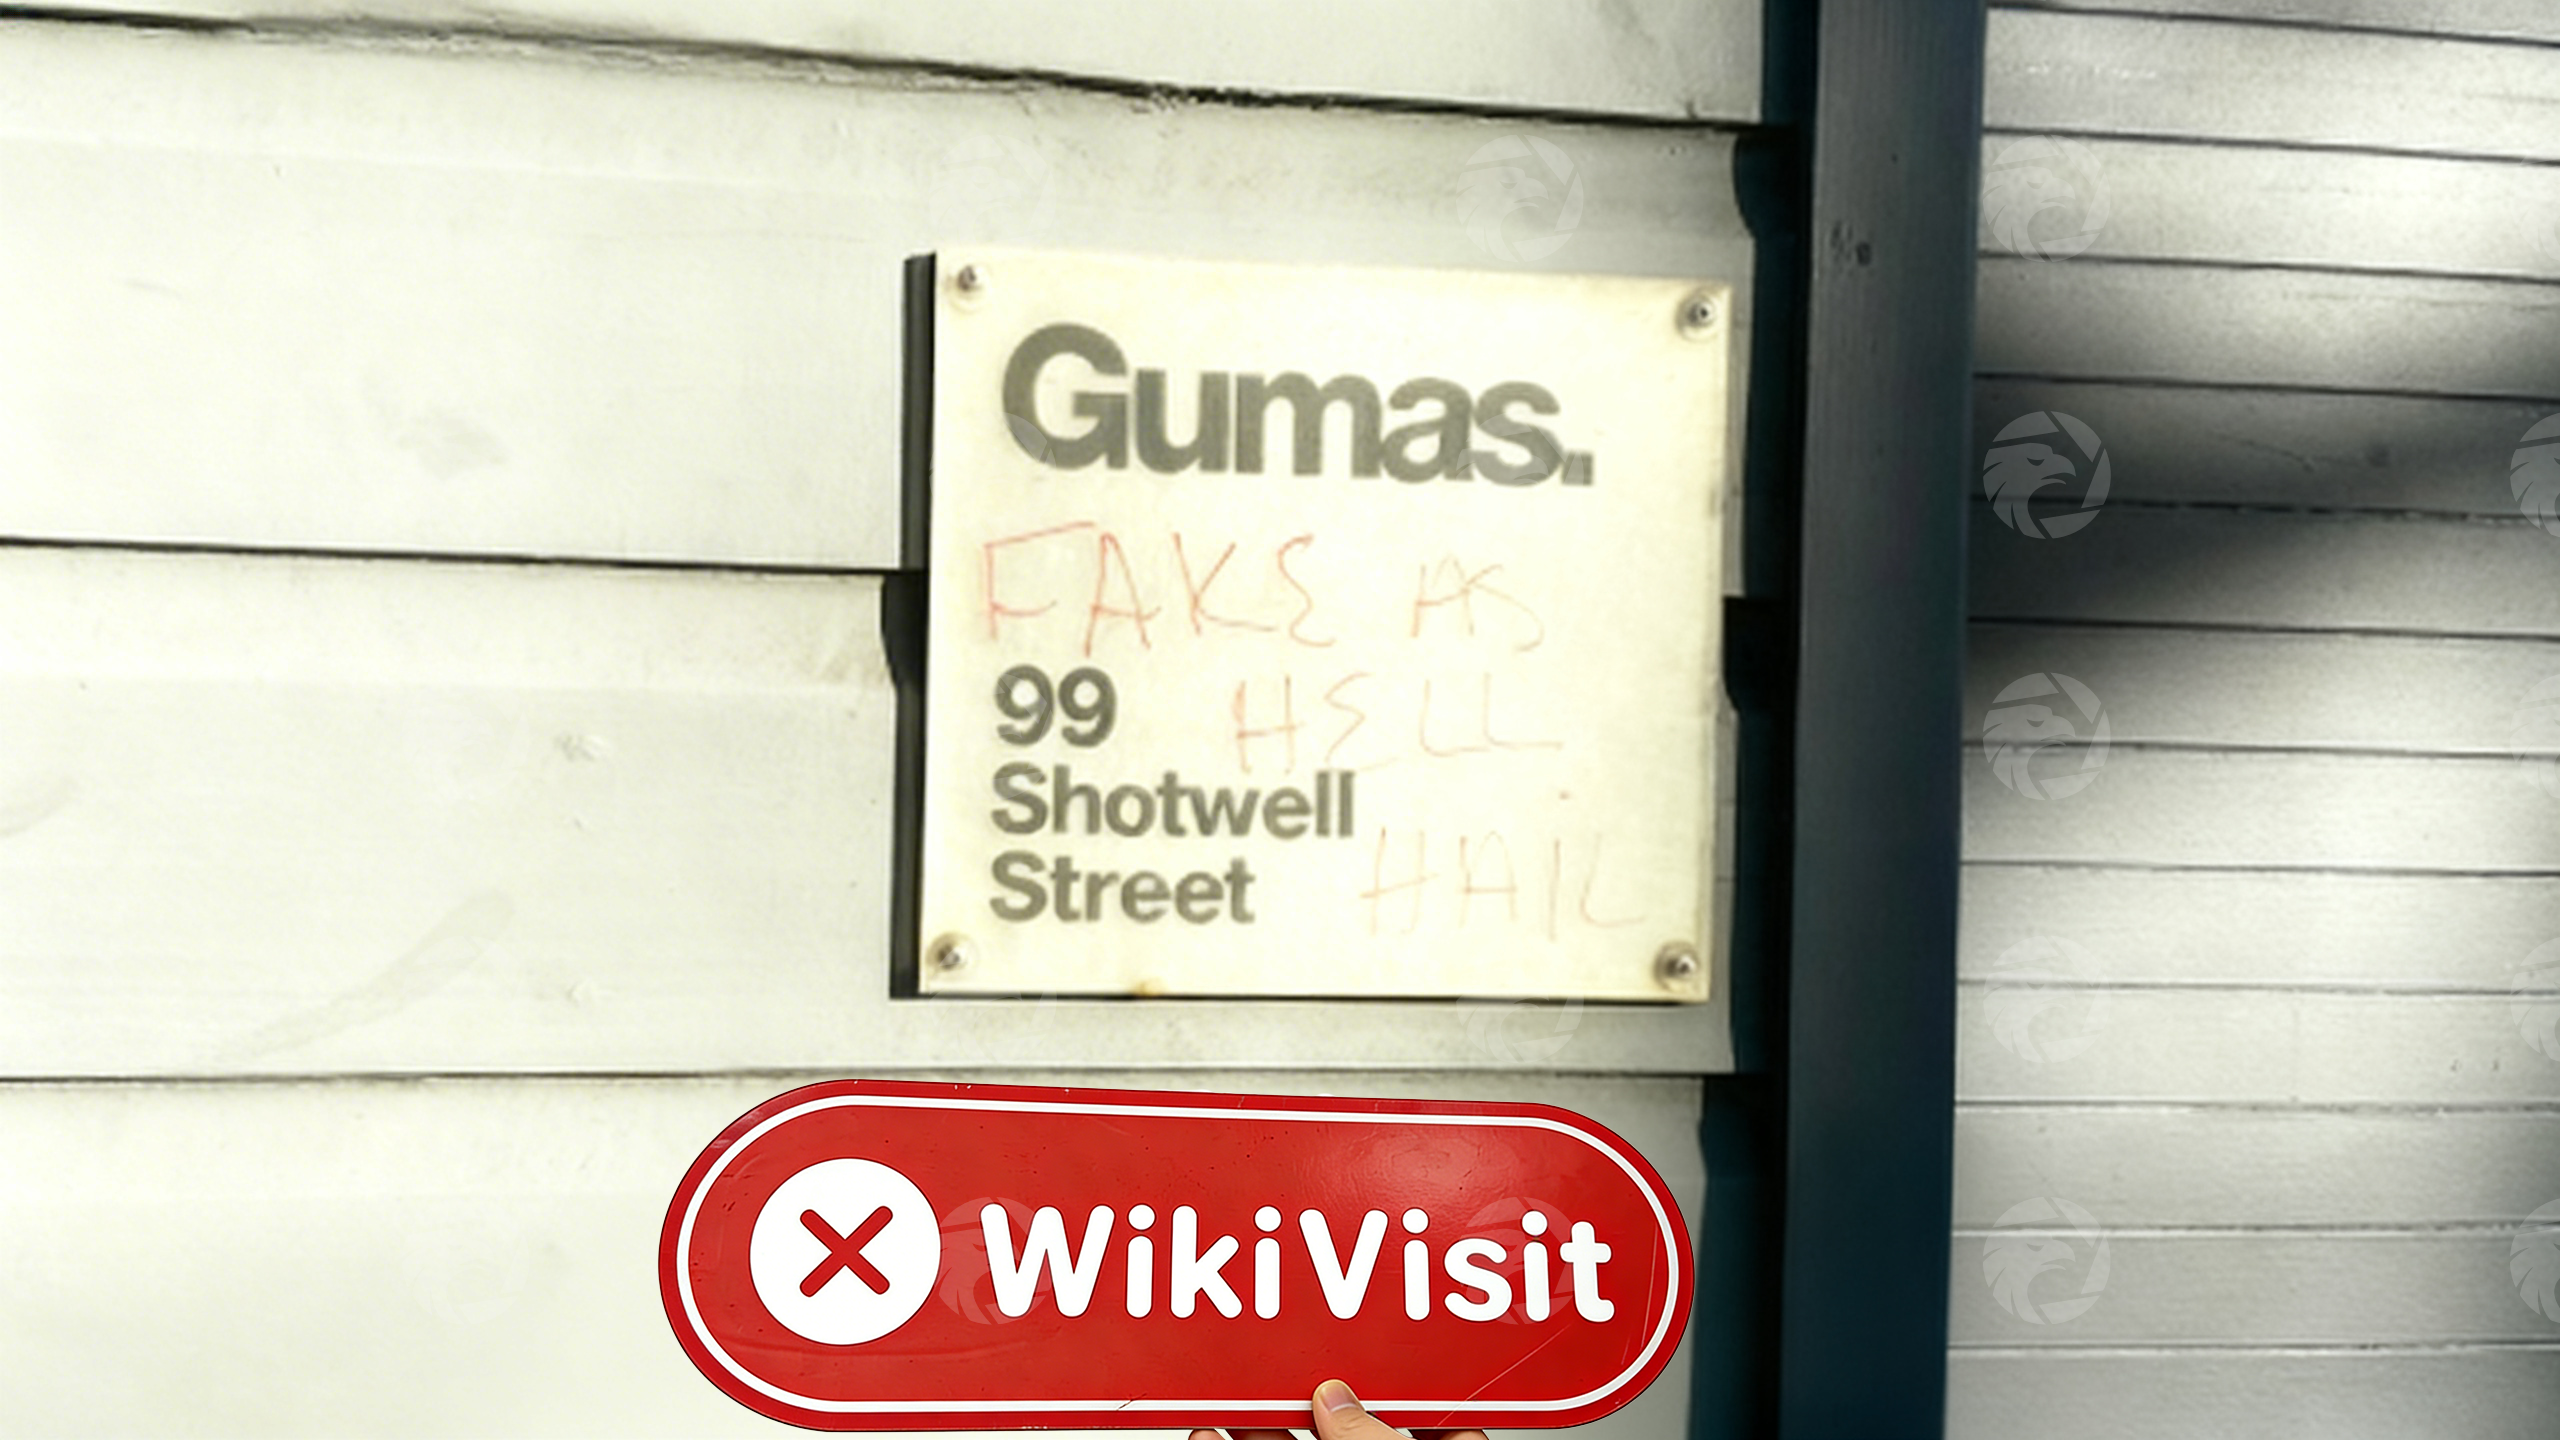 Gumas.
FAKE AS
99
HELL
Shotwell
HAIL
Street
WikiVisit